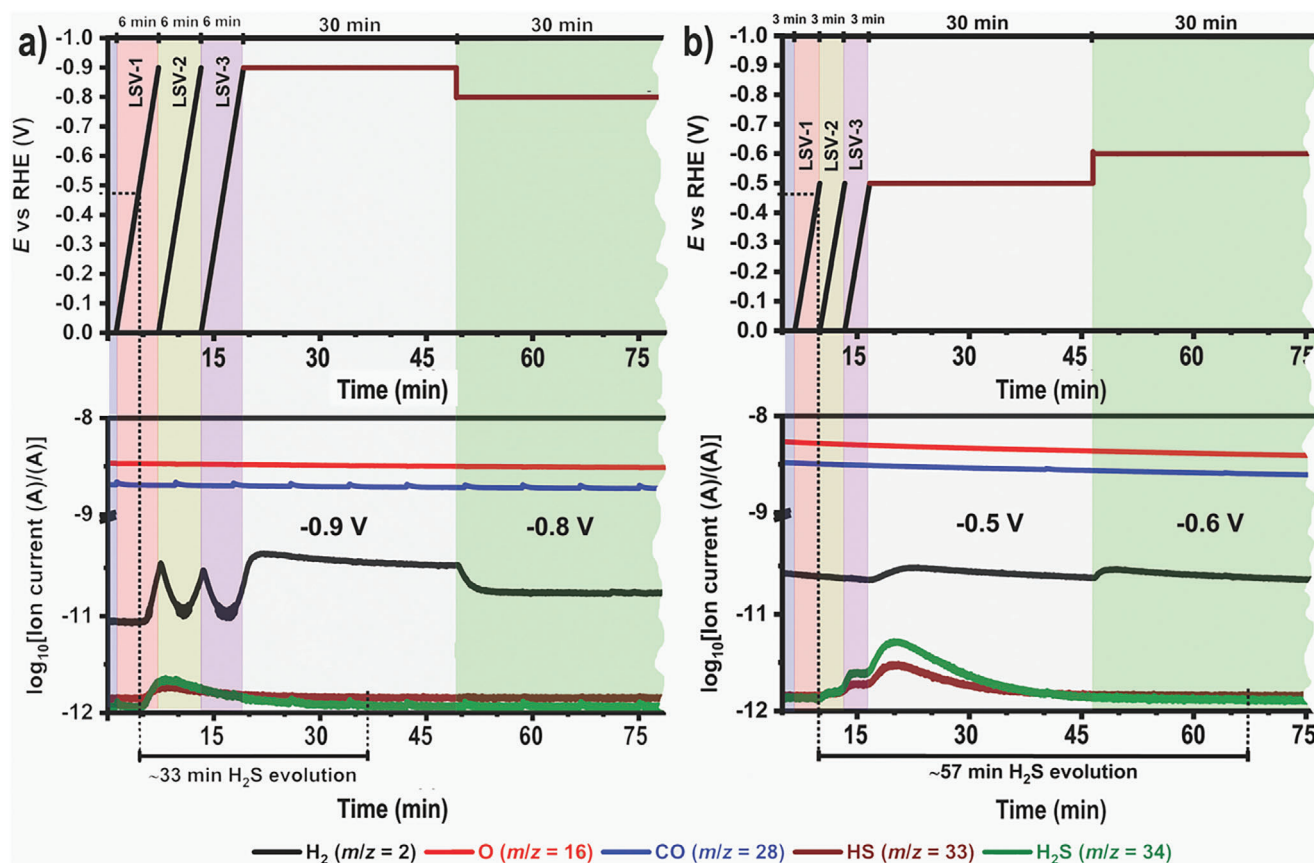 6 min 6 min 6 min 30 min 30 min
a)
-1.0
-0.9
-0.8
-0.7
-0.6
-0.5
-0.4
-0.3
-0.2
-0.1
0.0
E vs RHE (V)
LSV-1
LSV-2
LSV-3
15 30 45 60 75
Time (min)
-8
-9
-11
-12
log10[Ion current (A)/(A)]
-0.9 V
-0.8 V
15 30 45 60 75
~33 min H2S evolution
Time (min)
3 min 3 min 3 min 30 min 30 min
b)
-1.0
-0.9
-0.8
-0.7
-0.6
-0.5
-0.4
-0.3
-0.2
-0.1
0.0
E vs RHE (V)
LSV-1
LSV-2
LSV-3
15 30 45 60 75
Time (min)
-8
-9
-11
-12
log10[Ion current (A)/(A)]
-0.5 V
-0.6 V
15 30 45 60 75
~57 min H2S evolution
Time (min)
H2 (m/z = 2) O (m/z = 16) CO (m/z = 28) HS (m/z = 33) H2S (m/z = 34)